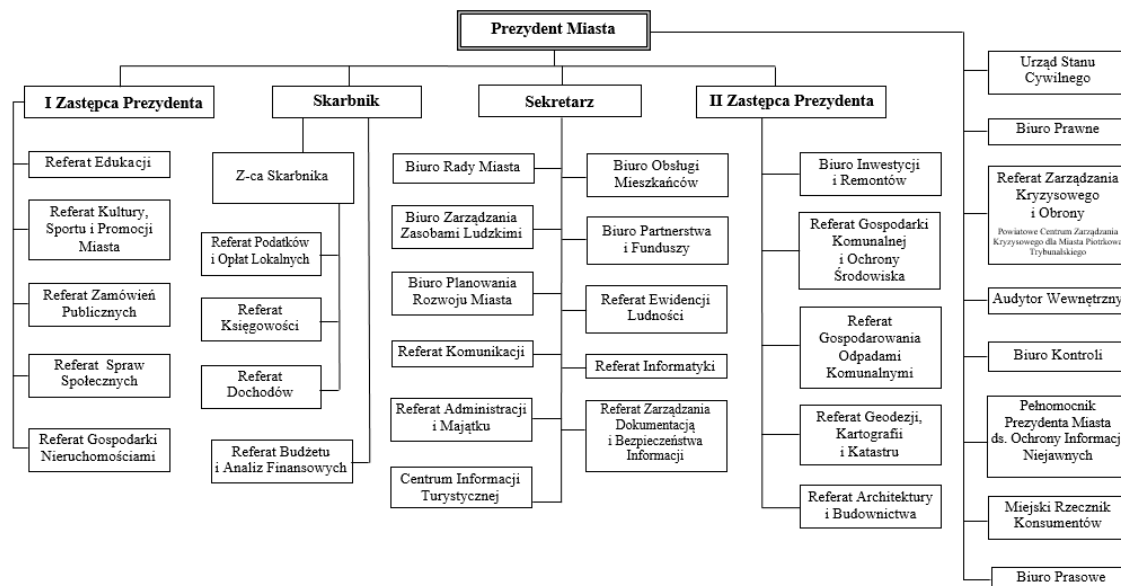 Prezydent Miasta
I Zastępca Prezydenta
Skarbnik
Sekretarz
II Zastępca Prezydenta
Referat Edukacji
Referat Kultury,
Sportu i Promocji
Miasta
Referat Zamówień
Publicznych
Referat Spraw
Społecznych
Referat Gospodarki
Nieruchomościami
Z-ca Skarbnika
Referat Podatków
i Opłat Lokalnych
Referat
Księgowości
Referat
Dochodów
Referat Budżetu
i Analiz Finansowych
Biuro Rady Miasta
Biuro Zarządzania
Zasobami Ludzkimi
Biuro Planowania
Rozwoju Miasta
Referat Komunikacji
Referat Administracji
i Majątku
Centrum Informacji
Turystycznej
Biuro Obsługi
Mieszkańców
Biuro Partnerstwa
i Funduszy
Referat Ewidencji
Ludności
Referat Informatyki
Referat Zarządzania
Dokumentacją
i Bezpieczeństwa
Informacji
Biuro Inwestycji
i Remontów
Referat Gospodarki
Komunalnej
i Ochrony
Środowiska
Referat
Gospodarowania
Odpadami
Komunalnymi
Referat Geodezji,
Kartografii
i Katastru
Referat Architektury
i Budownictwa
Urząd Stanu
Cywilnego
Biuro Prawne
Referat Zarządzania
Kryzysowego
i Obrony
Powiatowe Centrum Zarządzania
Kryzysowego dla Miasta Piotrkowa
Trybunalskiego
Audytor Wewnętrzny
Biuro Kontroli
Pełnomocnik
Prezydenta Miasta
ds. Ochrony Informacji
Niejawnych
Miejski Rzecznik
Konsumentów
Biuro Prasowe